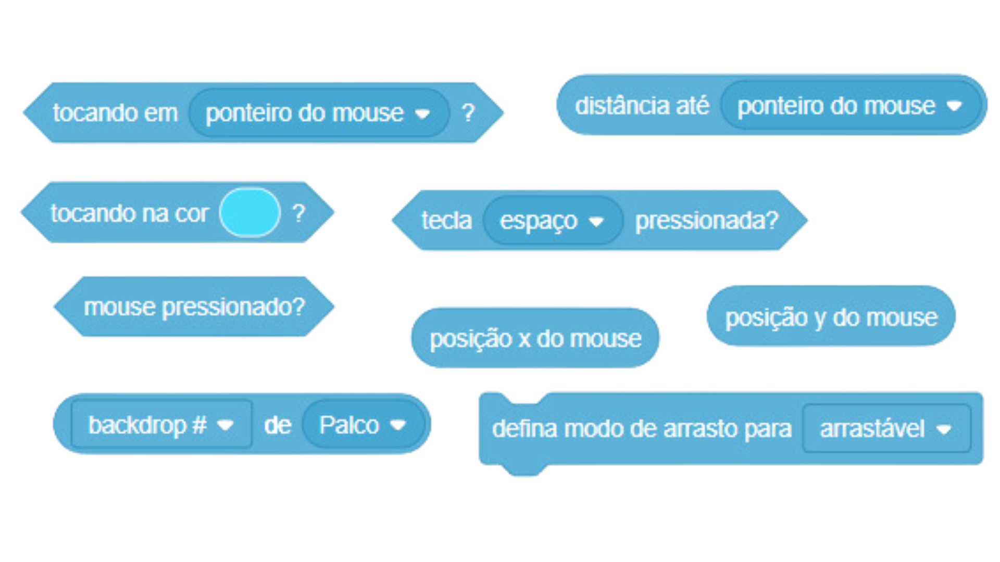 tocando em ponteiro do mouse ?
distância até ponteiro do mouse
tocando na cor ?
tecla espaço pressionada?
mouse pressionado?
posição x do mouse
posição y do mouse
backdrop # de Palco
defina modo de arrasto para arrastável